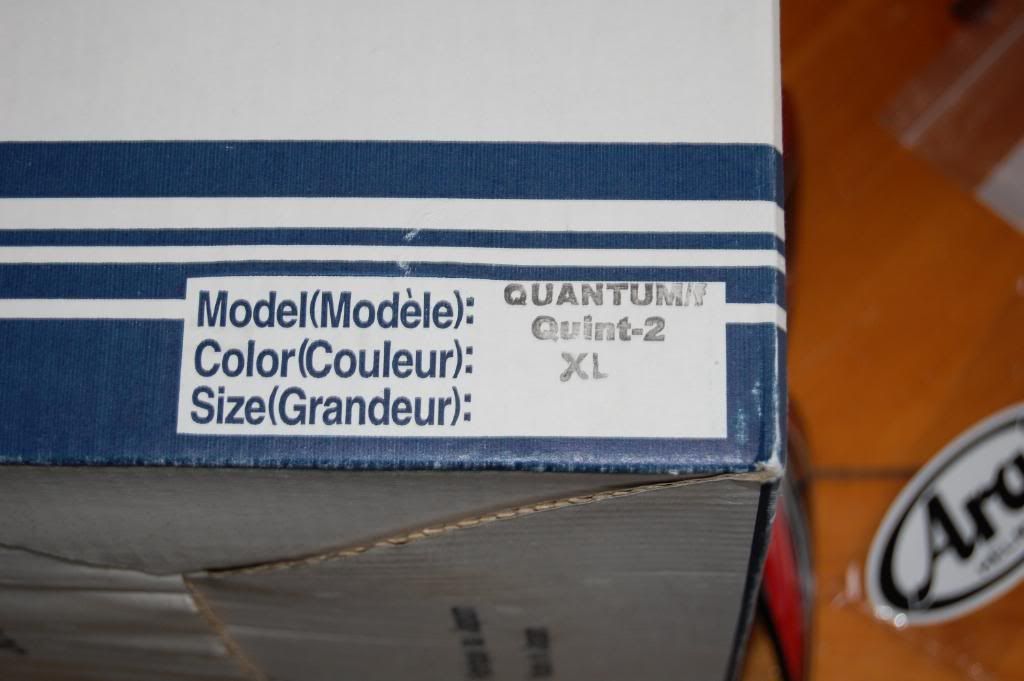 Model(Modèle): QUANTUM/f
Color(Couleur): Quint-2
Size(Grandeur): XL
Ara